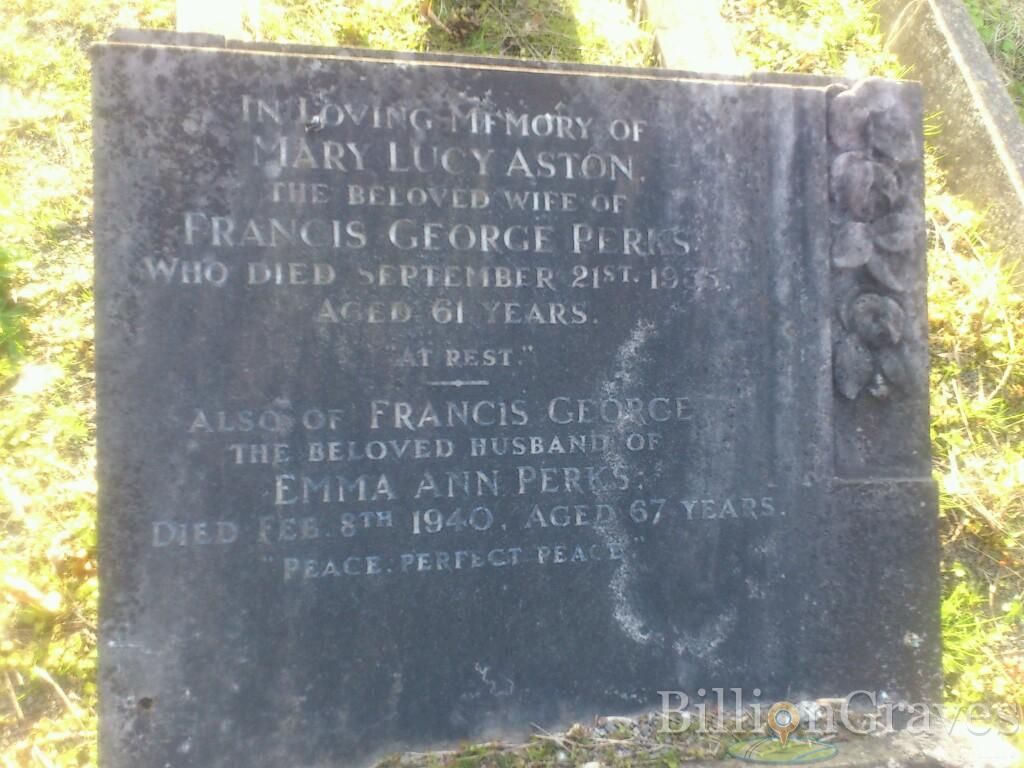 IN LOVING MEMORY OF
MARY LUCY ASTON.
THE BELOVED WIFE OF
FRANCIS GEORGE PERKS.
WHO DIED SEPTEMBER 21ST. 1935.
AGED 61 YEARS.
"AT REST."
ALSO OF FRANCIS GEORGE
THE BELOVED HUSBAND OF
EMMA ANN PERKS.
DIED FEB. 8TH 1940. AGED 67 YEARS.
"PEACE, PERFECT PEACE."
BillionGraves